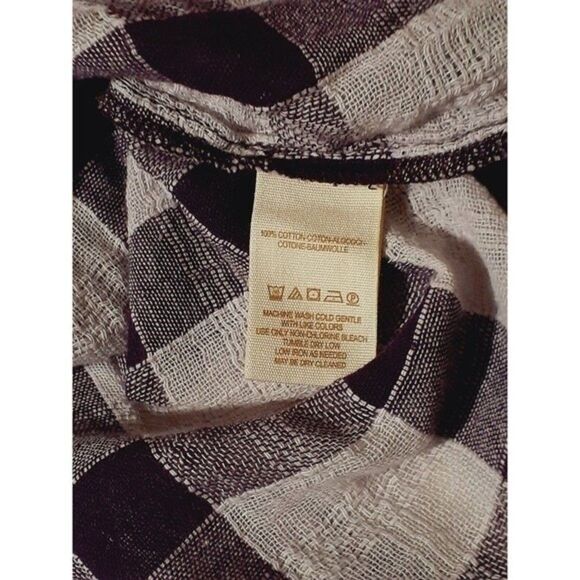 100% COTTON-COTON-ALGODON-
COTONE-BAUMWOLLE
MACHINE WASH COLD GENTLE
WITH LIKE COLORS
USE ONLY NON-CHLORINE BLEACH
TUMBLE DRY LOW
LOW IRON AS NEEDED
MAY BE DRY CLEANED